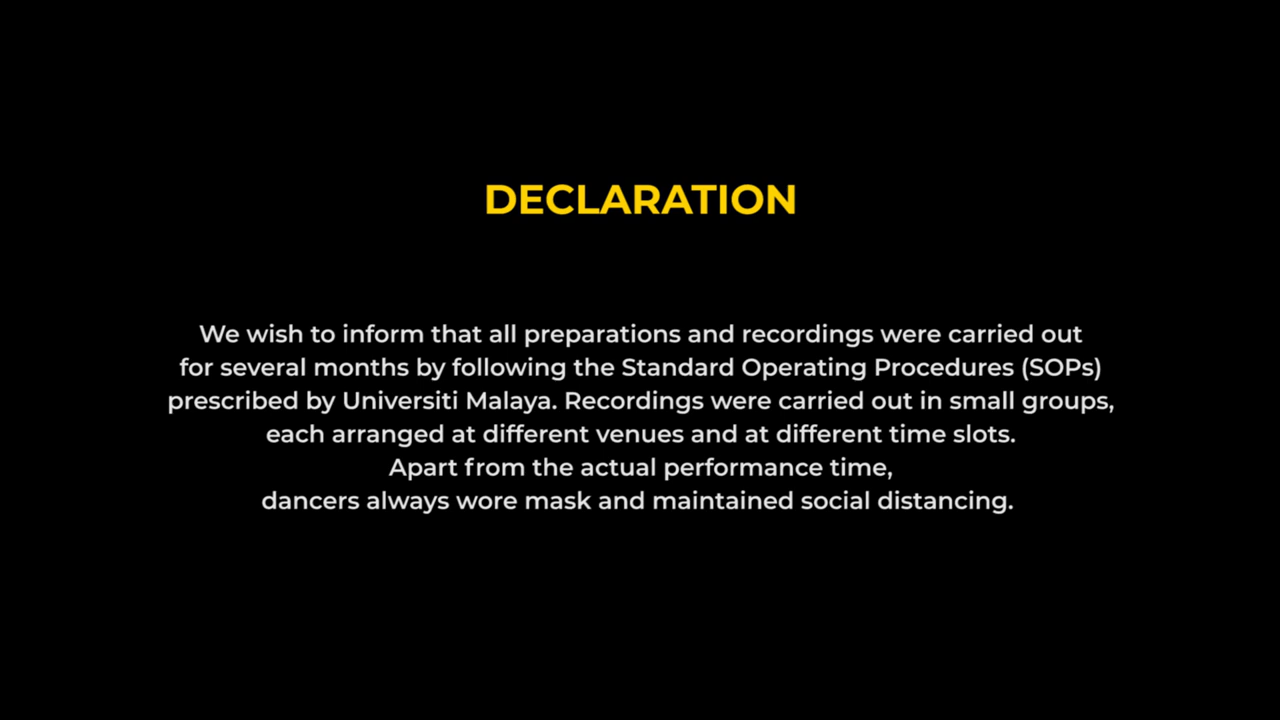 DECLARATION
We wish to inform that all preparations and recordings were carried out
for several months by following the Standard Operating Procedures (SOPs)
prescribed by Universiti Malaya. Recordings were carried out in small groups,
each arranged at different venues and at different time slots.
Apart from the actual performance time,
dancers always wore mask and maintained social distancing.